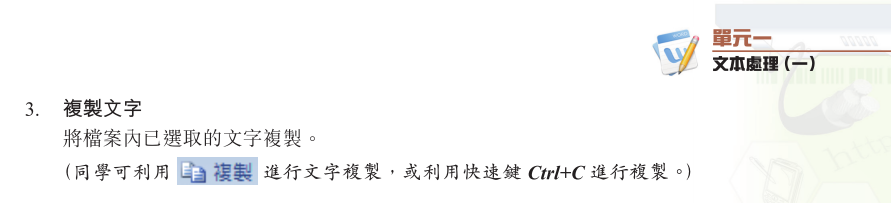 單元一
文本處理(一)
3. 複製文字
將檔案內已選取的文字複製。
(同學可利用 複製 進行文字複製,或利用快速鍵 Ctrl+C 進行複製。)